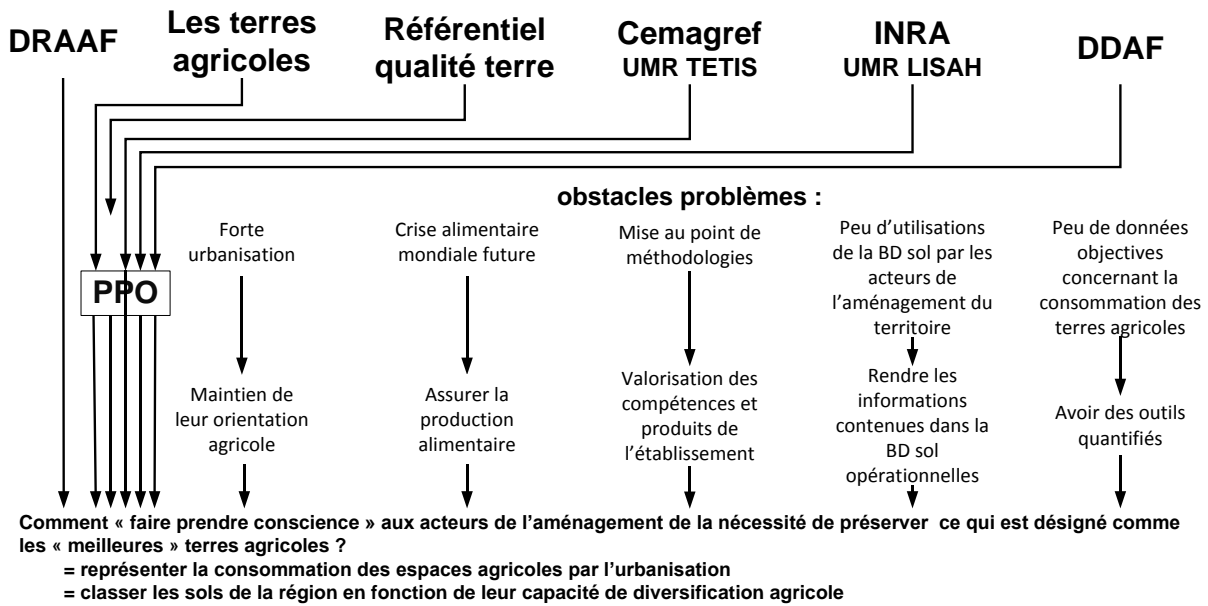 DRAAF
Les terres
agricoles
Référentiel
qualité terre
Cemagref
UMR TETIS
INRA
UMR LISAH
DDAF
PPO
obstacles problèmes :
Forte
urbanisation
Crise alimentaire
mondiale future
Mise au point de
méthodologies
Peu d’utilisations
de la BD sol par les
acteurs de
l’aménagement du
territoire
Peu de données
objectives
concernant la
consommation des
terres agricoles
Maintien de
leur orientation
agricole
Assurer la
production
alimentaire
Valorisation des
compétences et
produits de
l’établissement
Rendre les
informations
contenues dans la
BD sol
opérationnelles
Avoir des outils
quantifiés
Comment « faire prendre conscience » aux acteurs de l’aménagement de la nécessité de préserver ce qui est désigné comme
les « meilleures » terres agricoles ?
= représenter la consommation des espaces agricoles par l’urbanisation
= classer les sols de la région en fonction de leur capacité de diversification agricole